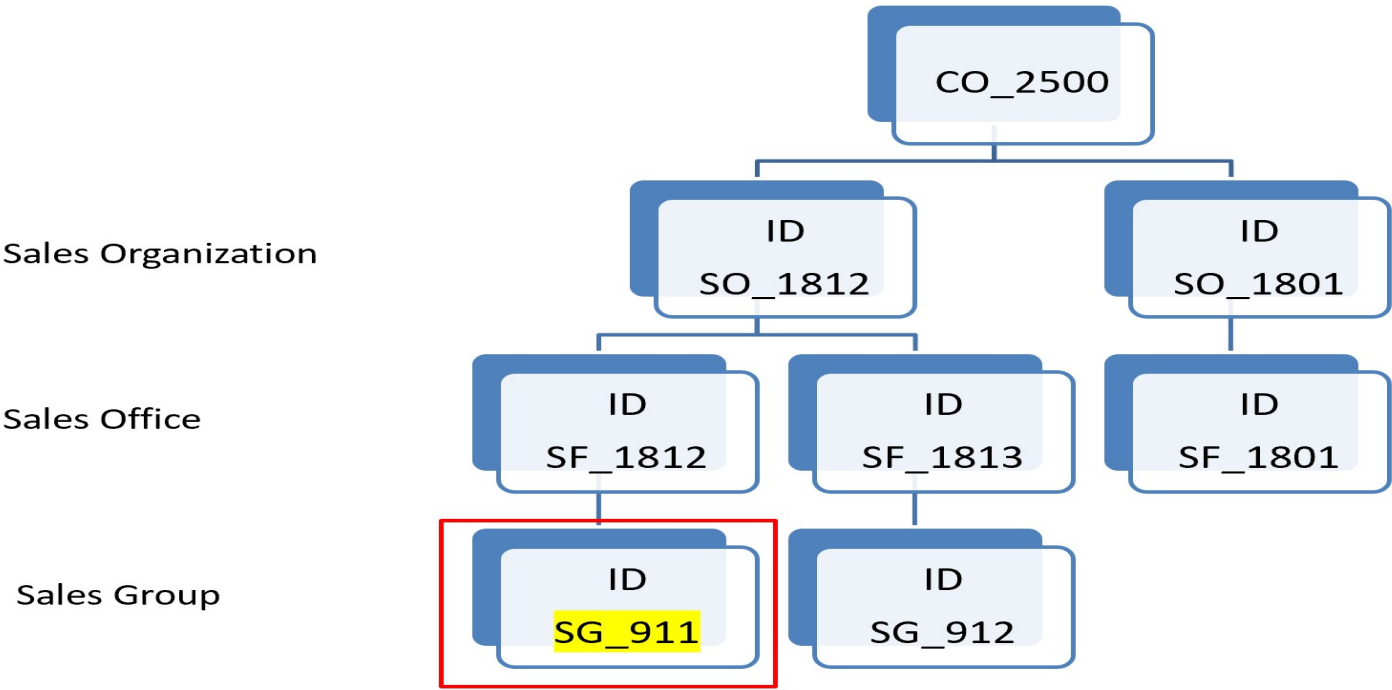 CO_2500
Sales Organization
ID
SO_1812
ID
SO_1801
Sales Office
ID
SF_1812
ID
SF_1813
ID
SF_1801
Sales Group
ID
SG_911
ID
SG_912